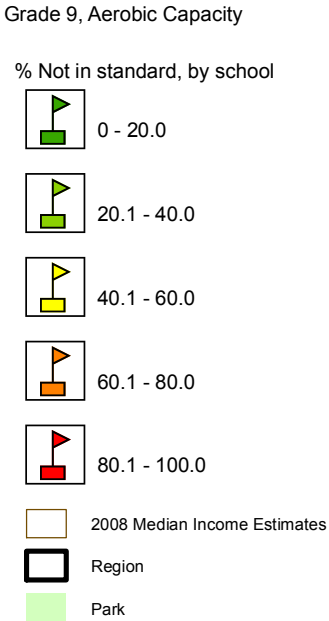 Grade 9, Aerobic Capacity
% Not in standard, by school
0 - 20.0
20.1 - 40.0
40.1 - 60.0
60.1 - 80.0
80.1 - 100.0
2008 Median Income Estimates
Region
Park